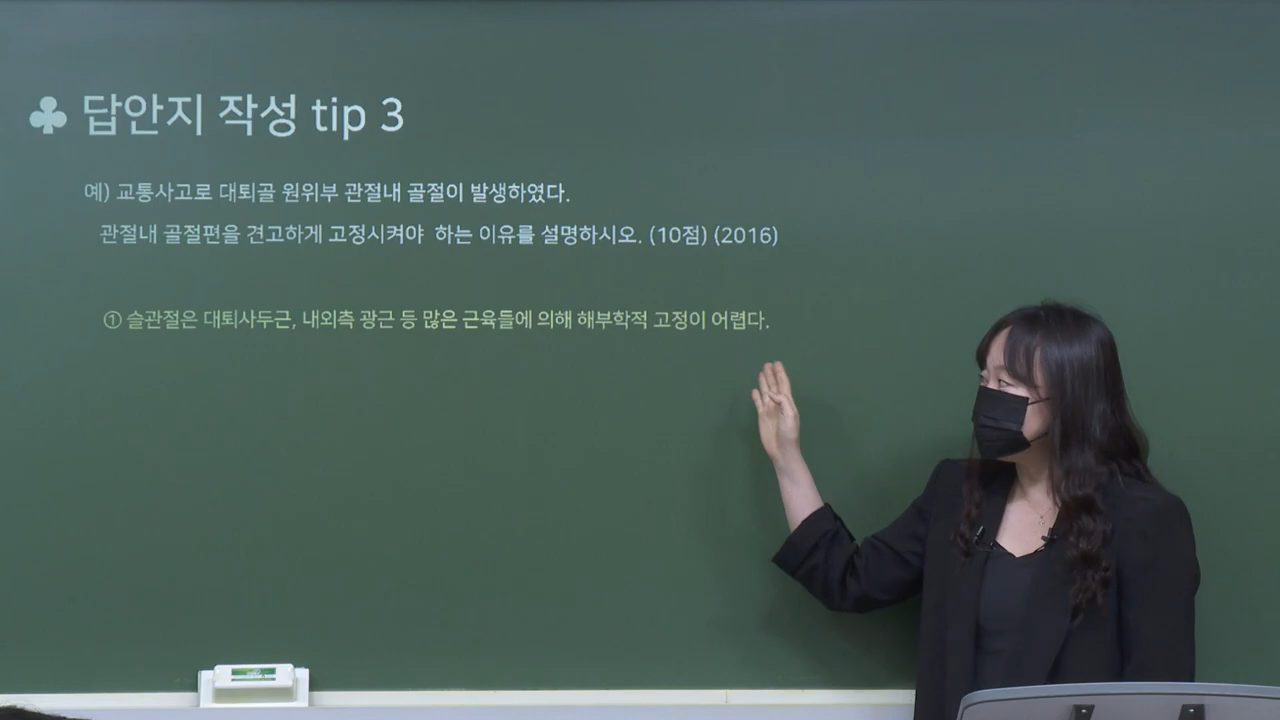 ♣ 답안지 작성 tip 3
예) 교통사고로 대퇴골 원위부 관절내 골절이 발생하였다.
관절내 골절편을 견고하게 고정시켜야 하는 이유를 설명하시오. (10점) (2016)
① 슬관절은 대퇴사두근, 내외측 광근 등 많은 근육들에 의해 해부학적 고정이 어렵다.